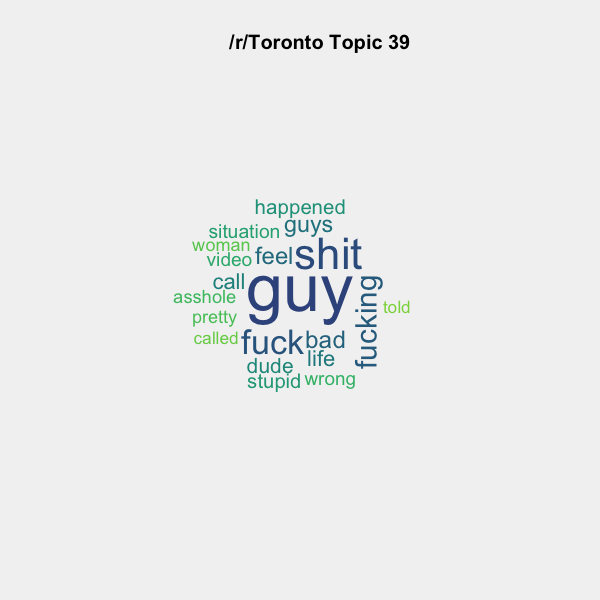 /r/Toronto Topic 39
happened
guys
situation
woman
feel
shit
video
call
guy
asshole
fucking
told
pretty
called
fuck
bad
life
dude
stupid
wrong